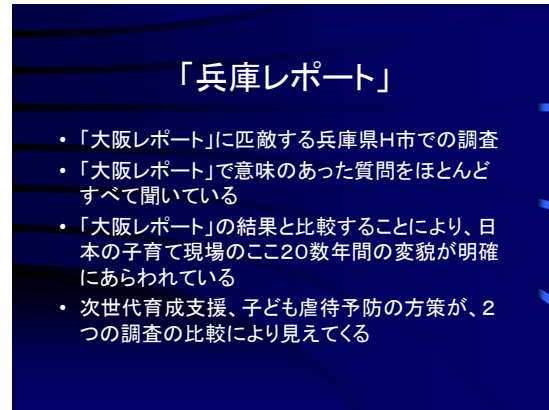 「兵庫レポート」
• 「大阪レポート」に匹敵する兵庫県H市での調査
• 「大阪レポート」で意味のあった質問をほとんど
すべて聞いている
• 「大阪レポート」の結果と比較することにより、日
本の子育て現場のここ20数年間の変貌が明確
にあらわれている
• 次世代育成支援、子ども虐待予防の方策が、2
つの調査の比較により見えてくる